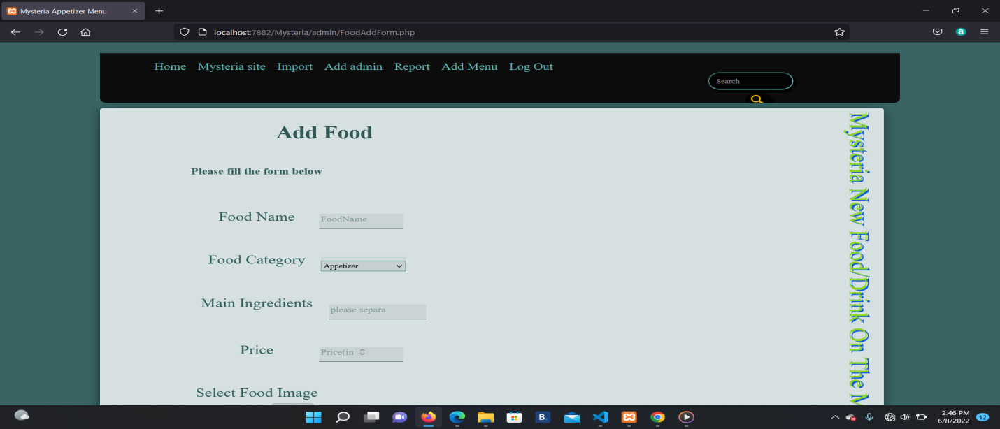 Mysteria Appetizer Menu
localhost:7882/Mysteria/admin/FoodAddForm.php
a
Home Mysteria site Import Add admin Report Add Menu Log Out
Search
Add Food
Please fill the form below
Food Name FoodName
Food Category Appetizer
Main Ingredients please separa
Price Price(in
Select Food Image
Mysteria New Food/Drink On The M
B.
2:46 PM
6/8/2022
12